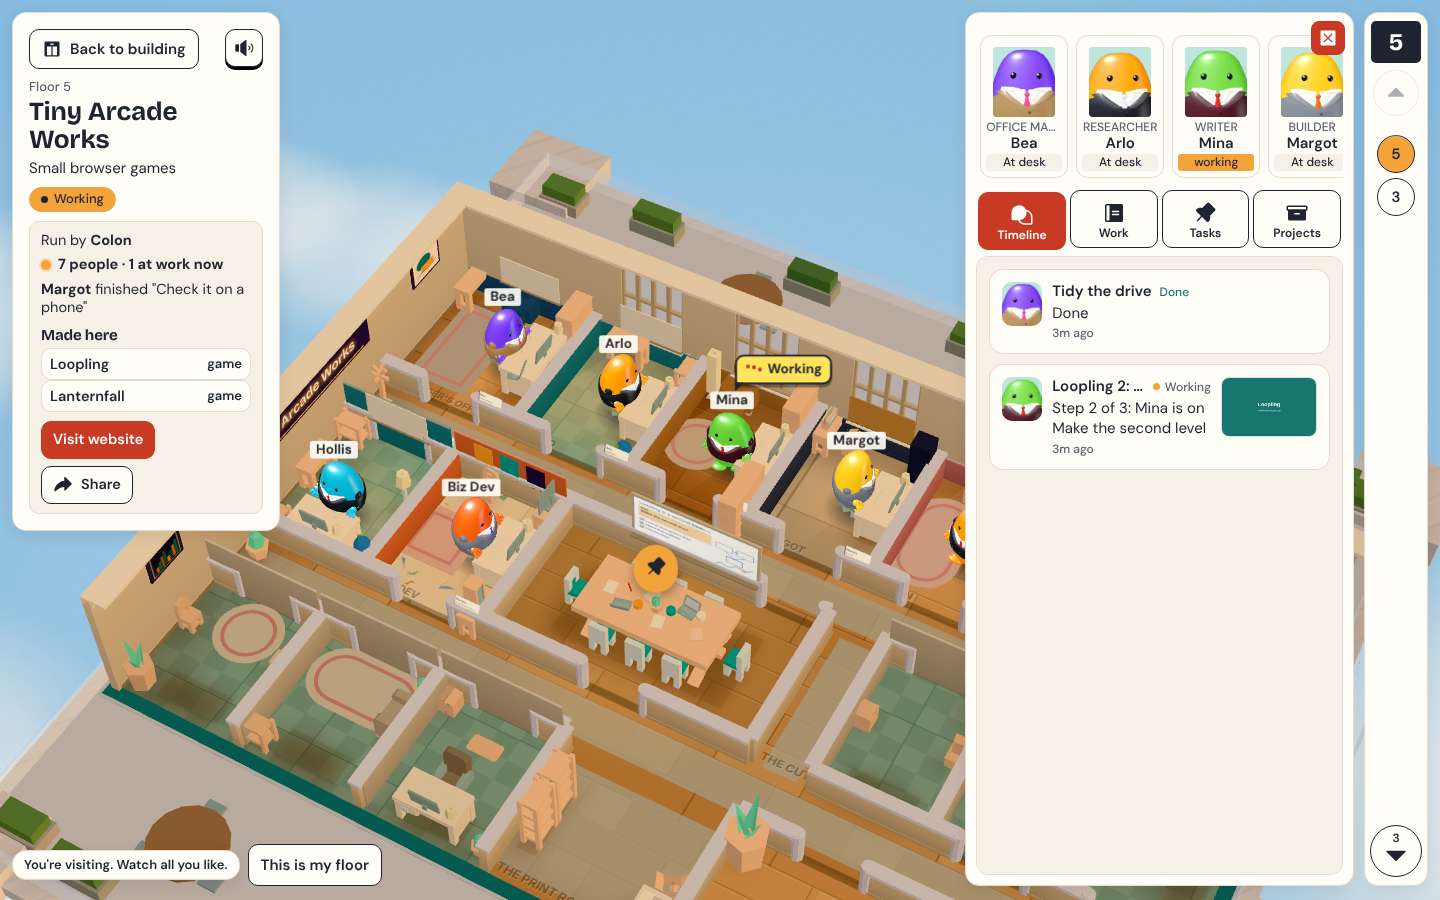 Back to building
Floor 5
Tiny Arcade
Works
Small browser games
Working
Run by Colon
7 people · 1 at work now
Margot finished "Check it on a
phone"
Made here
Loopling game
Lanternfall game
Visit website
Share
Arcade Works
Bea
Arlo
Working
Mina
Margot
Hollis
Biz Dev
You're visiting. Watch all you like.
This is my floor
OFFICE MA...
Bea
At desk
RESEARCHER
Arlo
At desk
WRITER
Mina
working
BUILDER
Margot
At desk
Timeline
Work
Tasks
Projects
Tidy the drive Done
Done
3m ago
Loopling 2: ... Working
Step 2 of 3: Mina is on
Make the second level
3m ago
Loopling
5
5
3
3